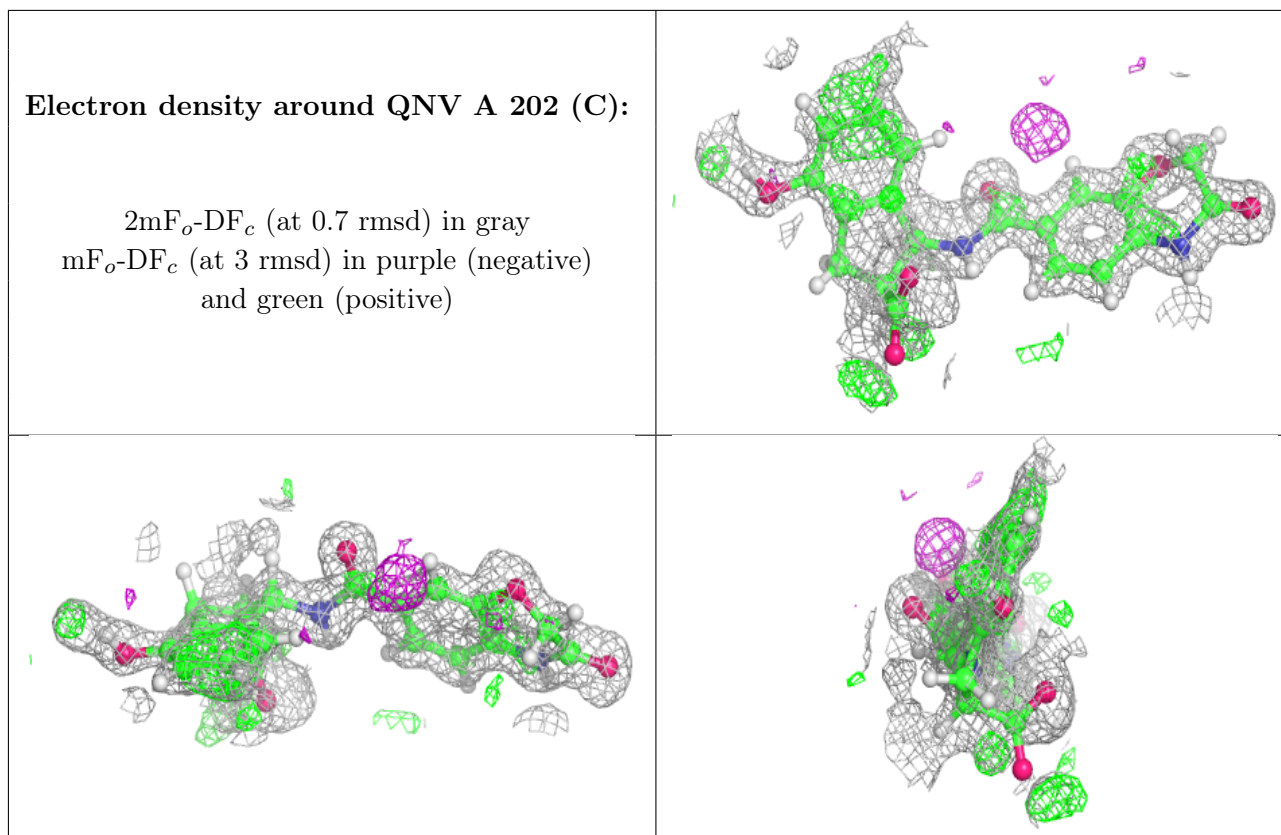 Electron density around QNV A 202 (C):
2mFo-DFc (at 0.7 rmsd) in gray
mFo-DFc (at 3 rmsd) in purple (negative)
and green (positive)